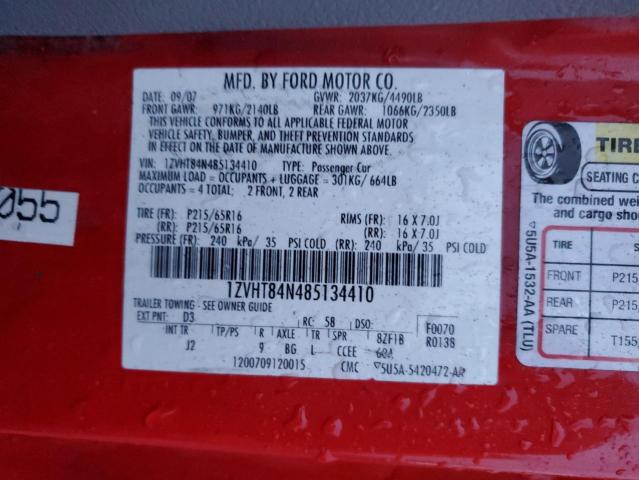 MFD. BY FORD MOTOR CO.
DATE: 09/07 GVWR: 2037KG/4490LB
FRONT GAWR: 971KG/2140LB REAR GAWR: 1066KG/2350LB
THIS VEHICLE CONFORMS TO ALL APPLICABLE FEDERAL MOTOR
VEHICLE SAFETY, BUMPER, AND THEFT PREVENTION STANDARDS
IN EFFECT ON THE DATE OF MANUFACTURE SHOWN ABOVE.
VIN: 1ZVHT84N485134410 TYPE: Passenger Car
MAXIMUM LOAD = OCCUPANTS + LUGGAGE = 301KG/ 664LB
OCCUPANTS = 4 TOTAL: 2 FRONT, 2 REAR
TIRE (FR): P215/65R16 RIMS (FR): 16 X 7.0J
(RR): P215/65R16 (RR): 16 X 7.0J
PRESSURE (FR): 240 kPa/ 35 PSI COLD (RR): 240 kPa/ 35 PSI COLD
1ZVHT84N485134410
TRAILER TOWING - SEE OWNER GUIDE
EXT PNT: D3 RC: 58 DSO: F0070
INT TR TP/PS R AXLE TR SPR 8ZF1B R0138
J2 9 BG L CCEE 60A
1200709120015 CMC 5U5A-5420472-AA
055
TIRE
SEATING C
The combined wei
and cargo shou
TIRE S
FRONT P215
REAR P215
SPARE T155
5U5A-1532-AA (TLU)